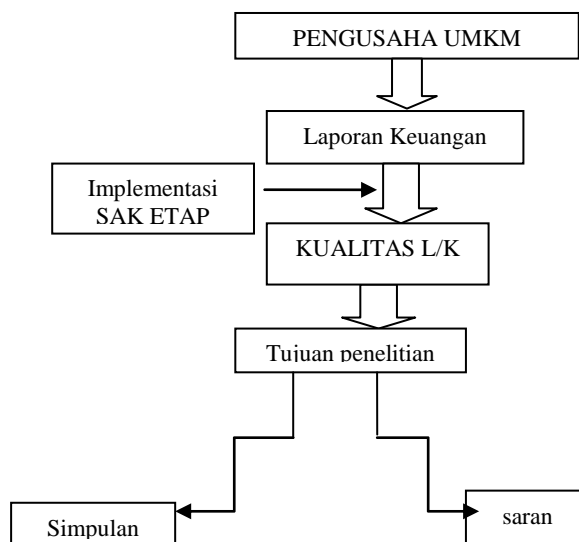 PENGUSAHA UMKM
Laporan Keuangan
Implementasi
SAK ETAP
KUALITAS L/K
Tujuan penelitian
Simpulan
saran